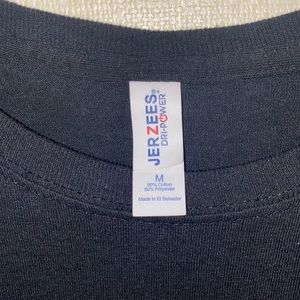 JERZEES®
DRI-POWER®
M
50% Cotton
50% Polyester
Made in El Salvador